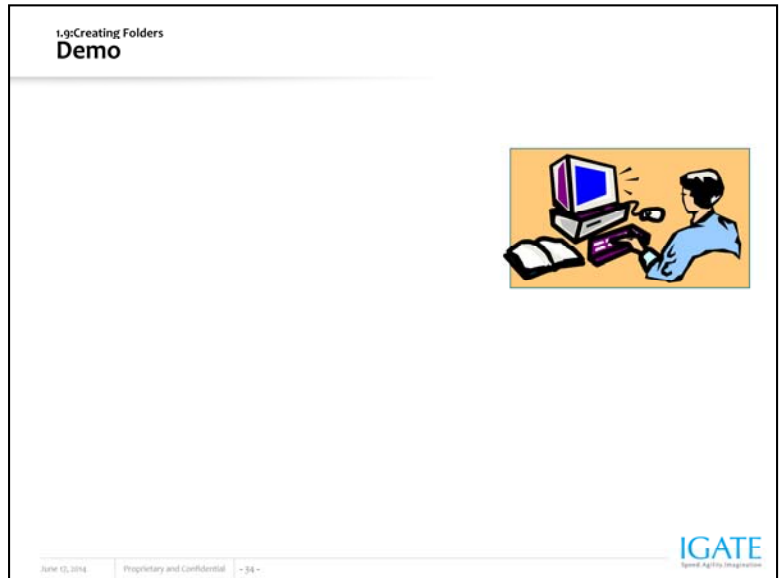 1.9:Creating Folders
Demo
IGATE
Speed.Agility.Imagination
June 17, 2014 Proprietary and Confidential - 34 -